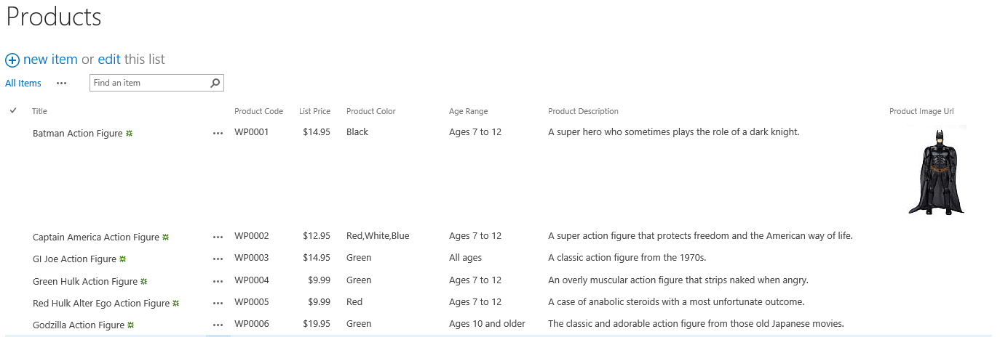 Products
new item or edit this list
All Items ••• Find an item
Title Product Code List Price Product Color Age Range Product Description Product Image Url
Batman Action Figure ••• WP0001 $14.95 Black Ages 7 to 12 A super hero who sometimes plays the role of a dark knight.
Captain America Action Figure ••• WP0002 $12.95 Red,White,Blue Ages 7 to 12 A super action figure that protects freedom and the American way of life.
GI Joe Action Figure ••• WP0003 $14.95 Green All ages A classic action figure from the 1970s.
Green Hulk Action Figure ••• WP0004 $9.99 Green Ages 7 to 12 An overly muscular action figure that strips naked when angry.
Red Hulk Alter Ego Action Figure ••• WP0005 $9.99 Red Ages 7 to 12 A case of anabolic steroids with a most unfortunate outcome.
Godzilla Action Figure ••• WP0006 $19.95 Green Ages 10 and older The classic and adorable action figure from those old Japanese movies.